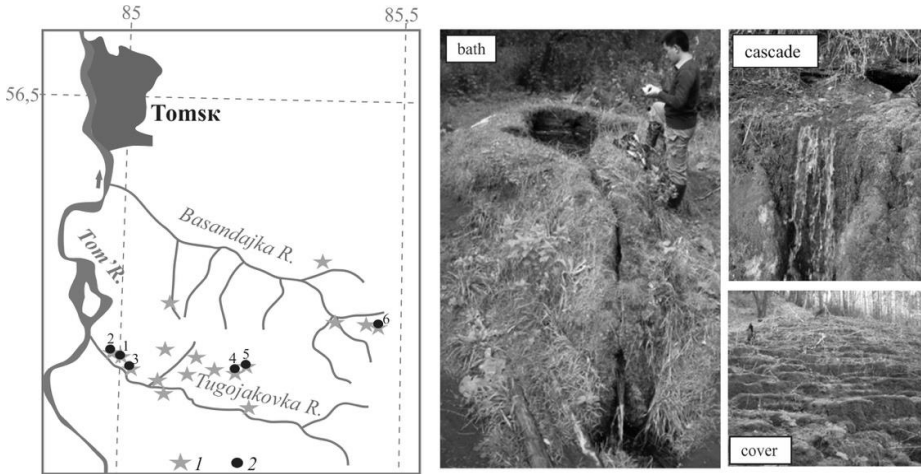 85
85,5
56,5
Tomsк
Basandajka R.
Tom' R.
6
2
1
3
4
5
Tugojakovka R.
1
2
bath
cascade
cover